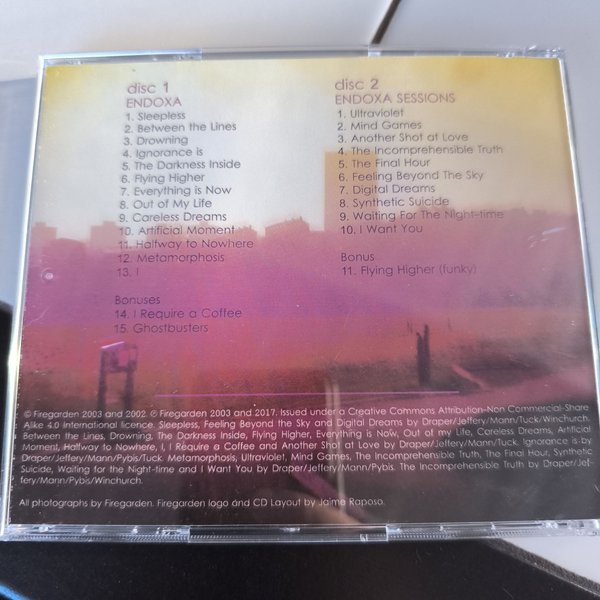 disc 1
ENDOXA
1. Sleepless
2. Between the Lines
3. Drowning
4. Ignorance is
5. The Darkness Inside
6. Flying Higher
7. Everything is Now
8. Out of My Life
9. Careless Dreams
10. Artificial Moment
11. Halfway to Nowhere
12. Metamorphosis
13. I
Bonuses
14. I Require a Coffee
15. Ghostbusters
disc 2
ENDOXA SESSIONS
1. Ultraviolet
2. Mind Games
3. Another Shot at Love
4. The Incomprehensible Truth
5. The Final Hour
6. Feeling Beyond The Sky
7. Digital Dreams
8. Synthetic Suicide
9. Waiting For The Night-time
10. I Want You
Bonus
11. Flying Higher (funky)
© Firegarden 2003 and 2002. ℗ Firegarden 2003 and 2017. Issued under a Creative Commons Attribution-Non Commercial-Share
Alike 4.0 International licence. Sleepless, Feeling Beyond the Sky and Digital Dreams by Draper/Jeffery/Mann/Tuck/Winchurch.
Between the Lines, Drowning, The Darkness Inside, Flying Higher, Everything is Now, Out of my Life, Careless Dreams, Artificial
Moment, Halfway to Nowhere, I, I Require a Coffee and Another Shot at Love by Draper/Jeffery/Mann/Tuck. Ignorance is by
Draper/Jeffery/Mann/Pybis/Tuck. Metamorphosis, Ultraviolet, Mind Games, The Incomprehensible Truth, The Final Hour, Synthetic
Suicide, Waiting for the Night-time and I Want You by Draper/Jeffery/Mann/Pybis. The Incomprehensible Truth by Draper/Jef-
fery/Mann/Pybis/Winchurch.
All photographs by Firegarden. Firegarden logo and CD Layout by Jaime Raposo.